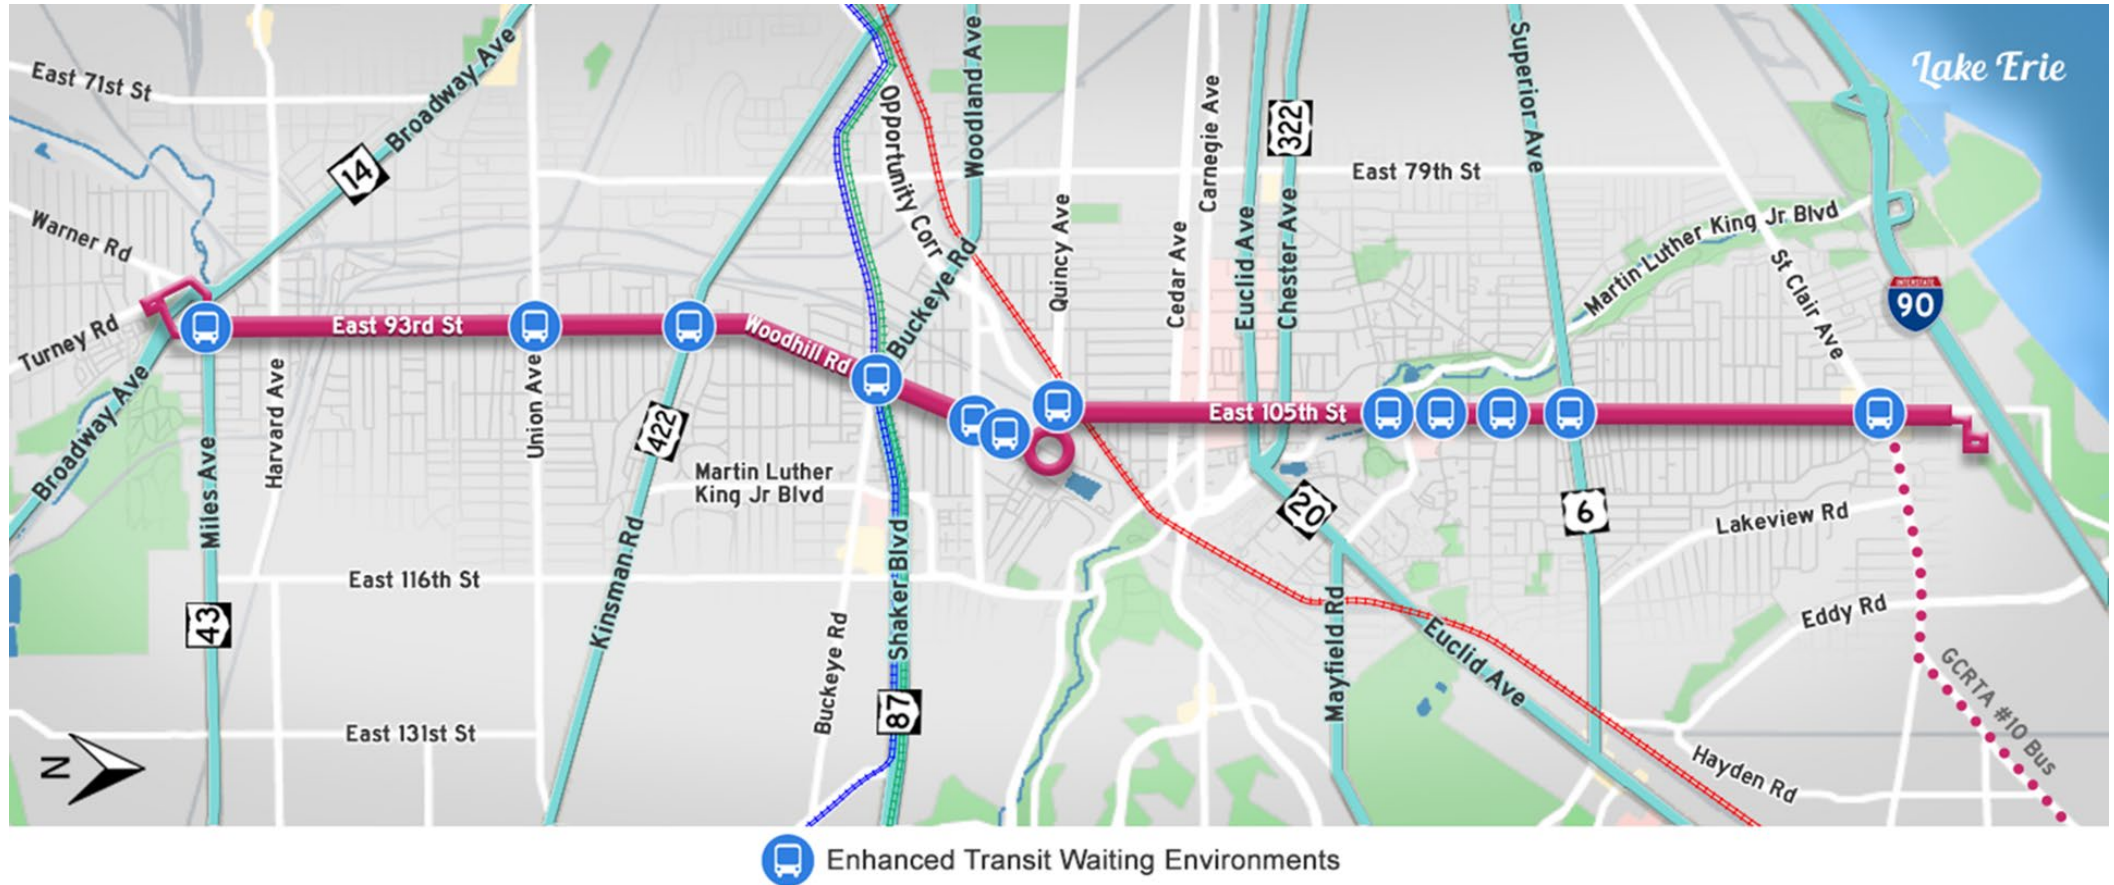 East 71st St
Broadway Ave
14
Opportunity Corr
Woodland Ave
Carnegie Ave
322
Superior Ave
Lake Erie
East 79th St
Warner Rd
Turney Rd
Broadway Ave
East 93rd St
Woodhill Rd
Buckeye Rd
Quincy Ave
Cedar Ave
Euclid Ave
Chester Ave
Martin Luther King Jr Blvd
St Clair Ave
INTERSTATE
90
Miles Ave
Harvard Ave
Union Ave
422
East 105th St
Martin Luther
King Jr Blvd
Kinsman Rd
20
6
Lakeview Rd
East 116th St
43
Buckeye Rd
Shaker Blvd
Mayfield Rd
Euclid Ave
Eddy Rd
GCRTA #10 Bus
N
East 131st St
87
Hayden Rd
Enhanced Transit Waiting Environments